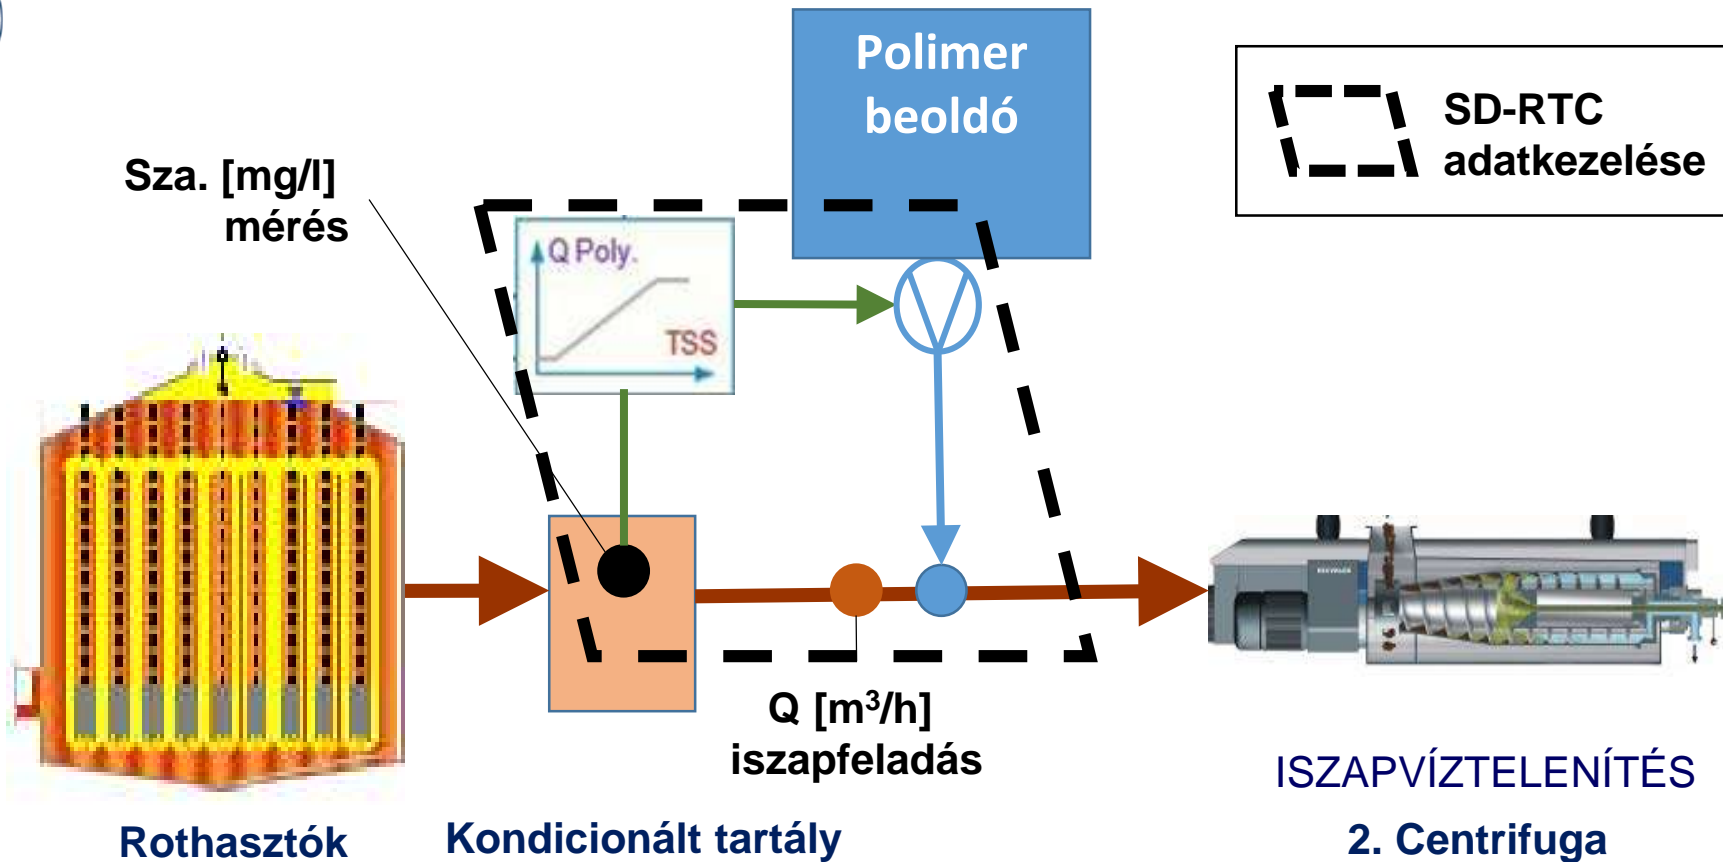 Polimer
beoldó
SD-RTC
adatkezelése
Sza. [mg/l]
mérés
Q Poly.
TSS
Q [m³/h]
iszapfeladás
ISZAPVÍZTELENÍTÉS
Rothasztók
Kondicionált tartály
2. Centrifuga